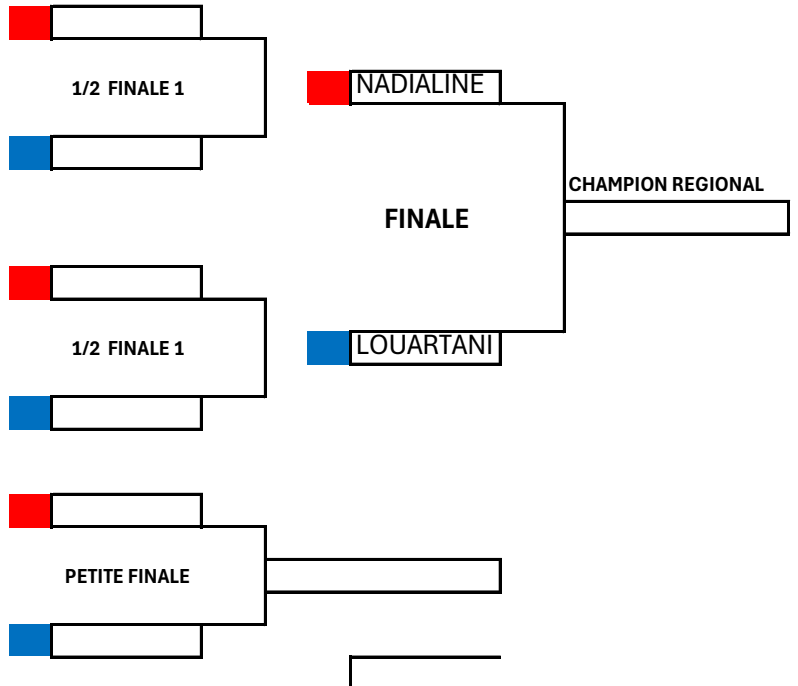 1/2 FINALE 1
NADIALINE
CHAMPION REGIONAL
FINALE
1/2 FINALE 1
LOUARTANI
PETITE FINALE